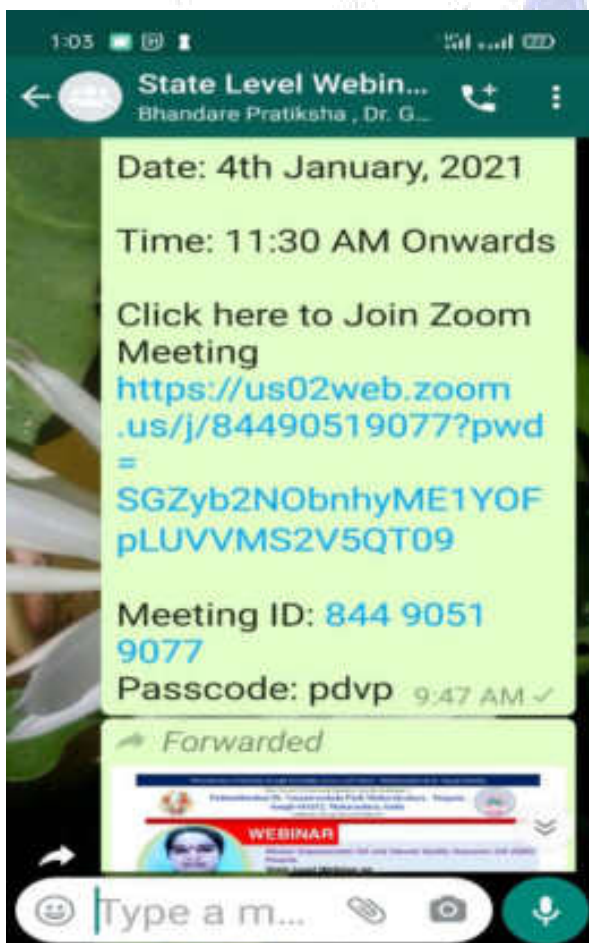 1:03
State Level Webin...
Bhandare Pratiksha , Dr. G...
Date: 4th January, 2021
Time: 11:30 AM Onwards
Click here to Join Zoom
Meeting
https://us02web.zoom
.us/j/84490519077?pwd
=
SGZyb2NObnhyME1YOF
pLUVVMS2V5QT09
Meeting ID: 844 9051
9077
Passcode: pdvp 9:47 AM
Forwarded
WEBINAR
Type a m...